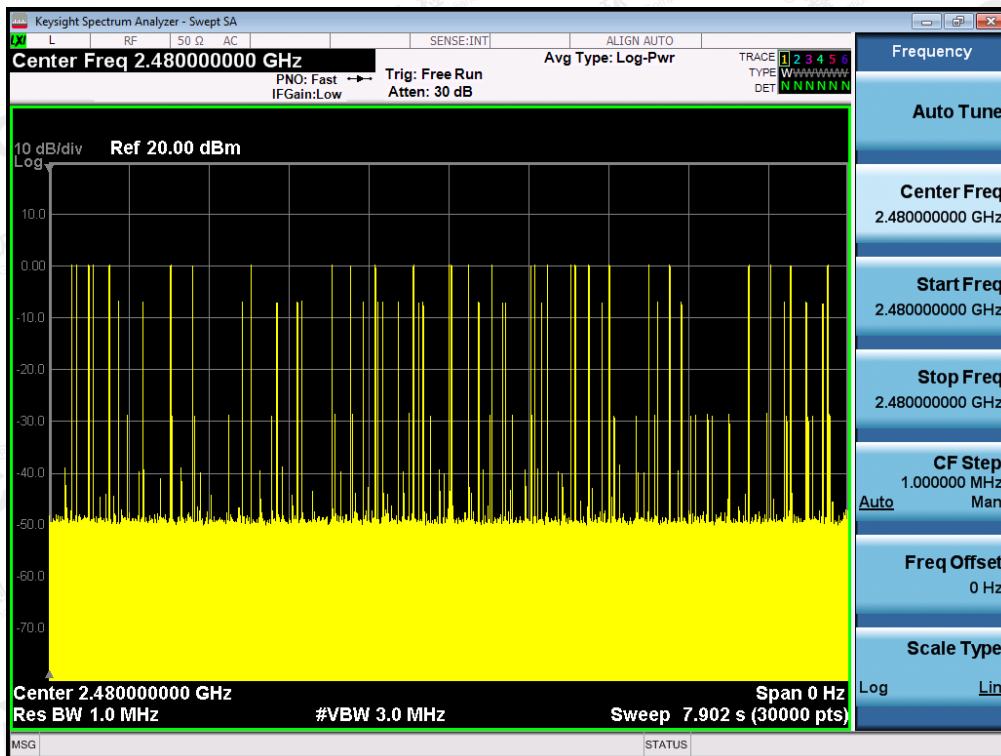 Keysight Spectrum Analyzer - Swept SA
LXI L RF 50 Ω AC SENSE:INT ALIGN AUTO
Center Freq 2.480000000 GHz
PNO: Fast
IFGain:Low
Trig: Free Run
Atten: 30 dB
Avg Type: Log-Pwr
TRACE 1 2 3 4 5 6
TYPE W
DET N N N N N N
10 dB/div Ref 20.00 dBm
Log
10.0
0.00
-10.0
-20.0
-30.0
-40.0
-50.0
-60.0
-70.0
Center 2.480000000 GHz Span 0 Hz
Res BW 1.0 MHz #VBW 3.0 MHz Sweep 7.902 s (30000 pts)
MSG STATUS
Frequency
Auto Tune
Center Freq
2.480000000 GHz
Start Freq
2.480000000 GHz
Stop Freq
2.480000000 GHz
CF Step
1.000000 MHz
Auto Man
Freq Offset
0 Hz
Scale Type
Log Lin